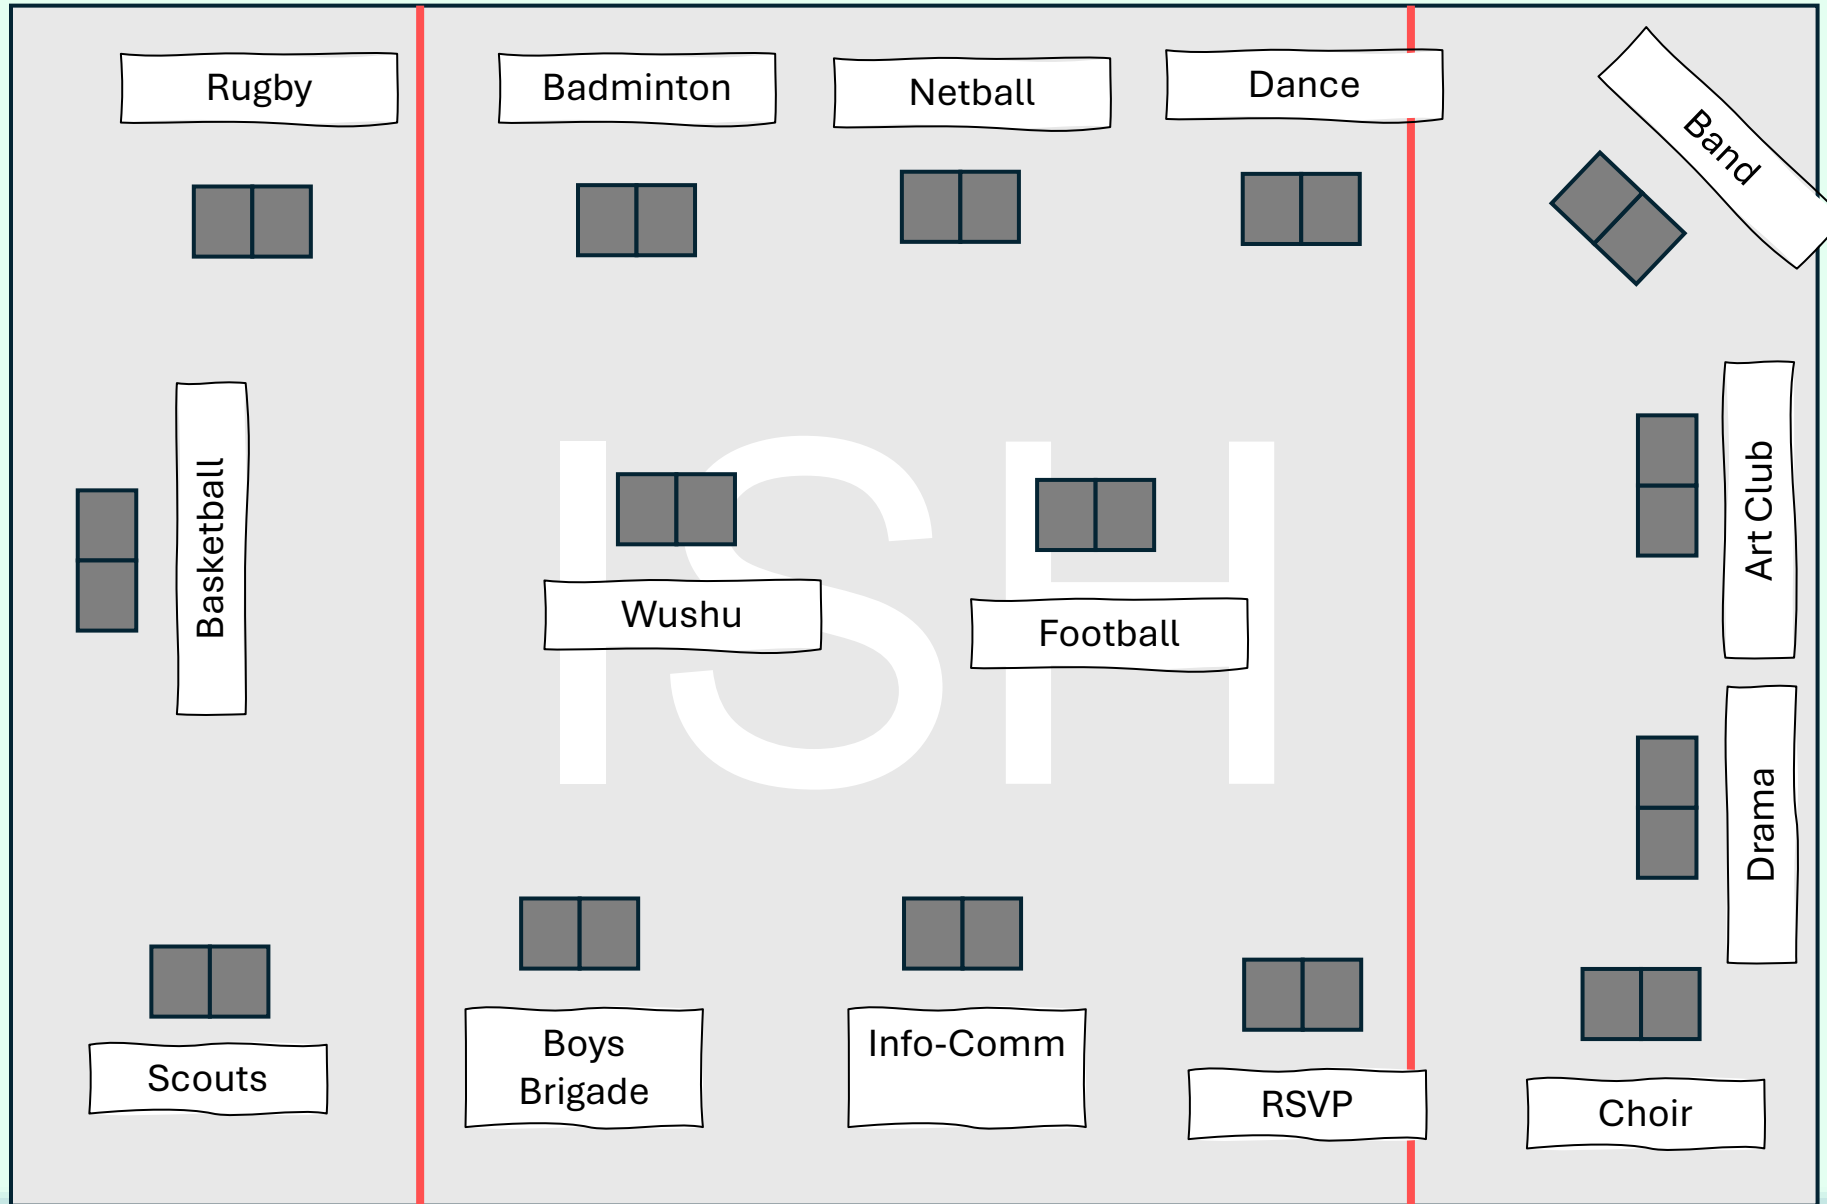 Rugby
Badminton
Netball
Dance
Band
Basketball
Wushu
Football
Art Club
ISH
Drama
Scouts
Boys
Brigade
Info-Comm
RSVP
Choir